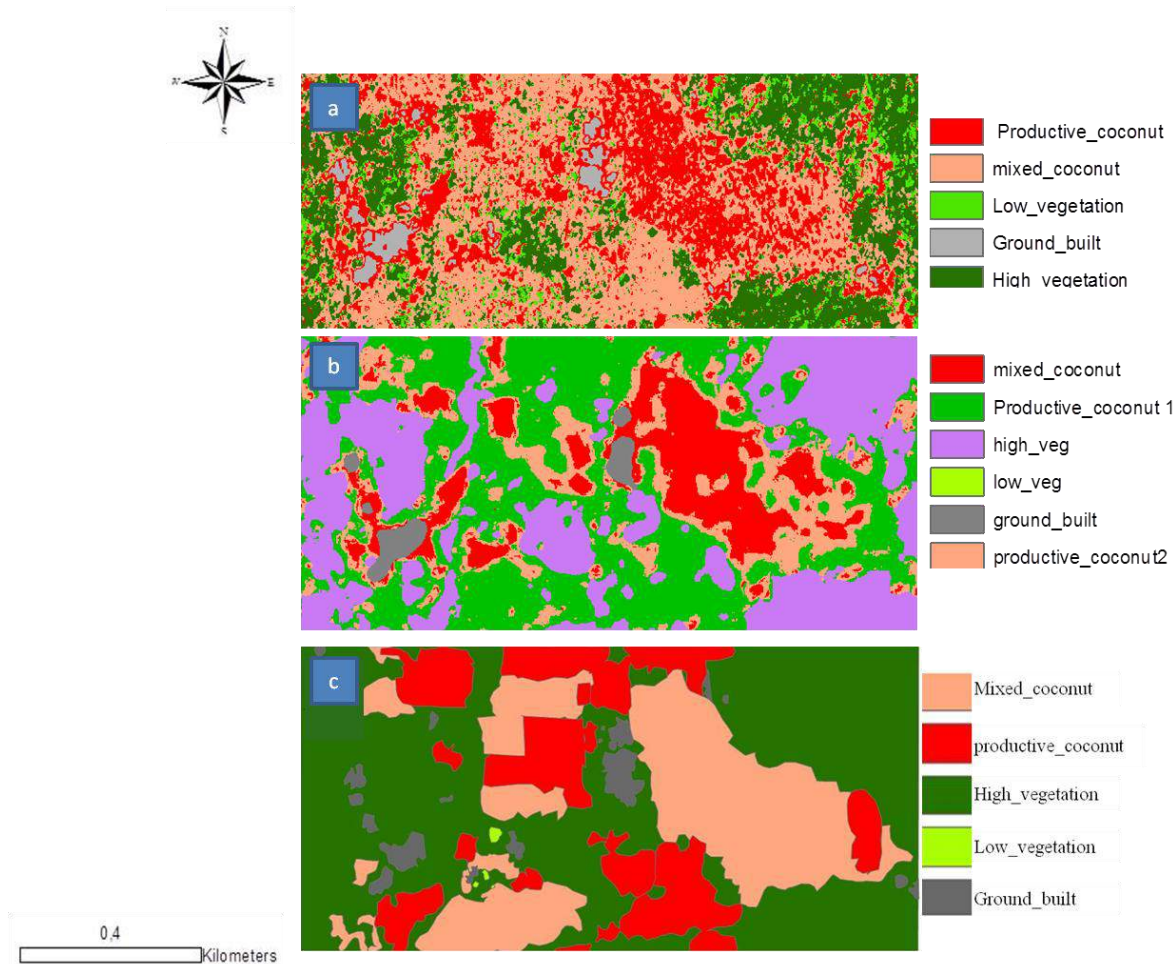 N
W
E
S
a
Productive_coconut
mixed_coconut
Low_vegetation
Ground_built
High_vegetation
b
mixed_coconut
Productive_coconut 1
high_veg
low_veg
ground_built
productive_coconut2
c
Mixed_coconut
productive_coconut
High_vegetation
Low_vegetation
Ground_built
0,4
Kilometers